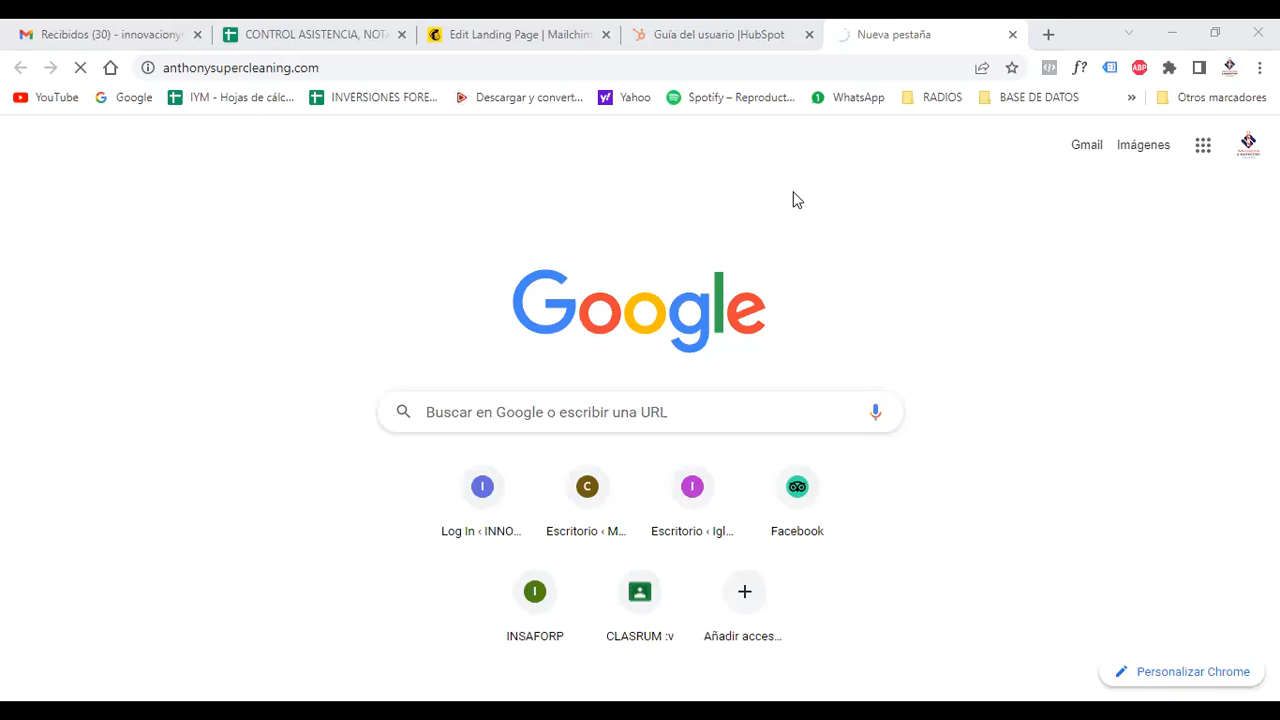 Recibidos (30) - innovaciony
CONTROL ASISTENCIA, NOT
Edit Landing Page | Mailchim
Guía del usuario |HubSpot
Nueva pestaña
anthonysupercleaning.com
f?
ABP
YouTube
Google
IYM - Hojas de cálc...
INVERSIONES FORE...
Descargar y convert...
Yahoo
Spotify – Reproduct...
1
WhatsApp
RADIOS
BASE DE DATOS
»
Otros marcadores
Gmail
Imágenes
Google
Buscar en Google o escribir una URL
I
C
I
Log In ‹ INNO...
Escritorio ‹ M...
Escritorio ‹ Igl...
Facebook
I
INSAFORP
CLASRUM :v
Añadir acces...
Personalizar Chrome